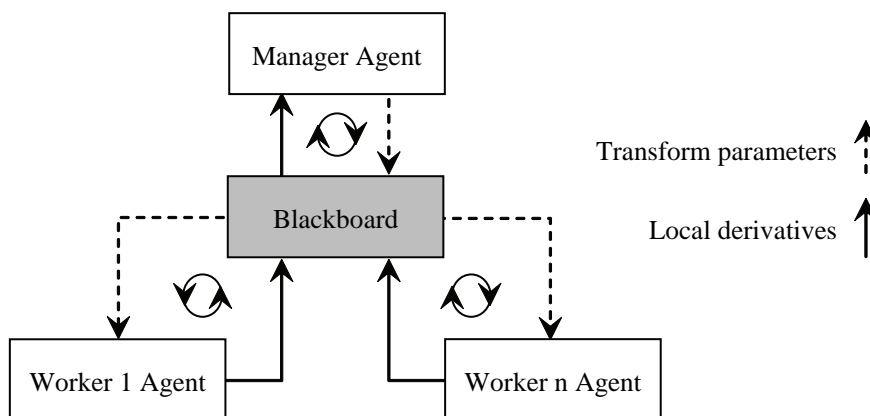 Manager Agent
Transform parameters
Blackboard
Local derivatives
Worker 1 Agent
Worker n Agent